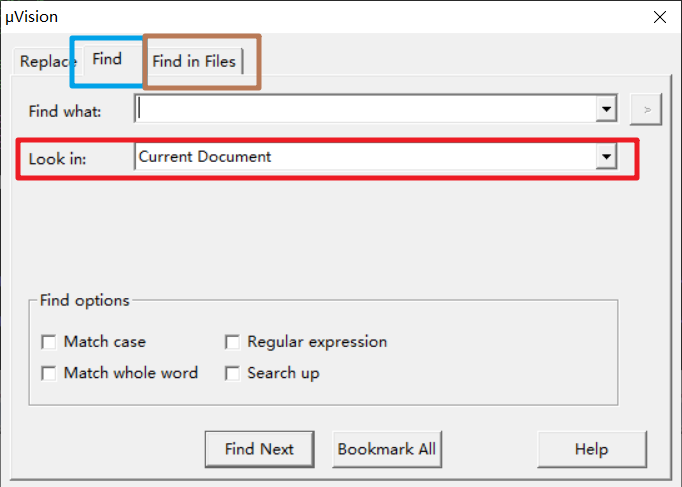 µVision
Replace Find Find in Files
Find what:
>
Look in: Current Document
Find options
Match case Regular expression
Match whole word Search up
Find Next Bookmark All Help